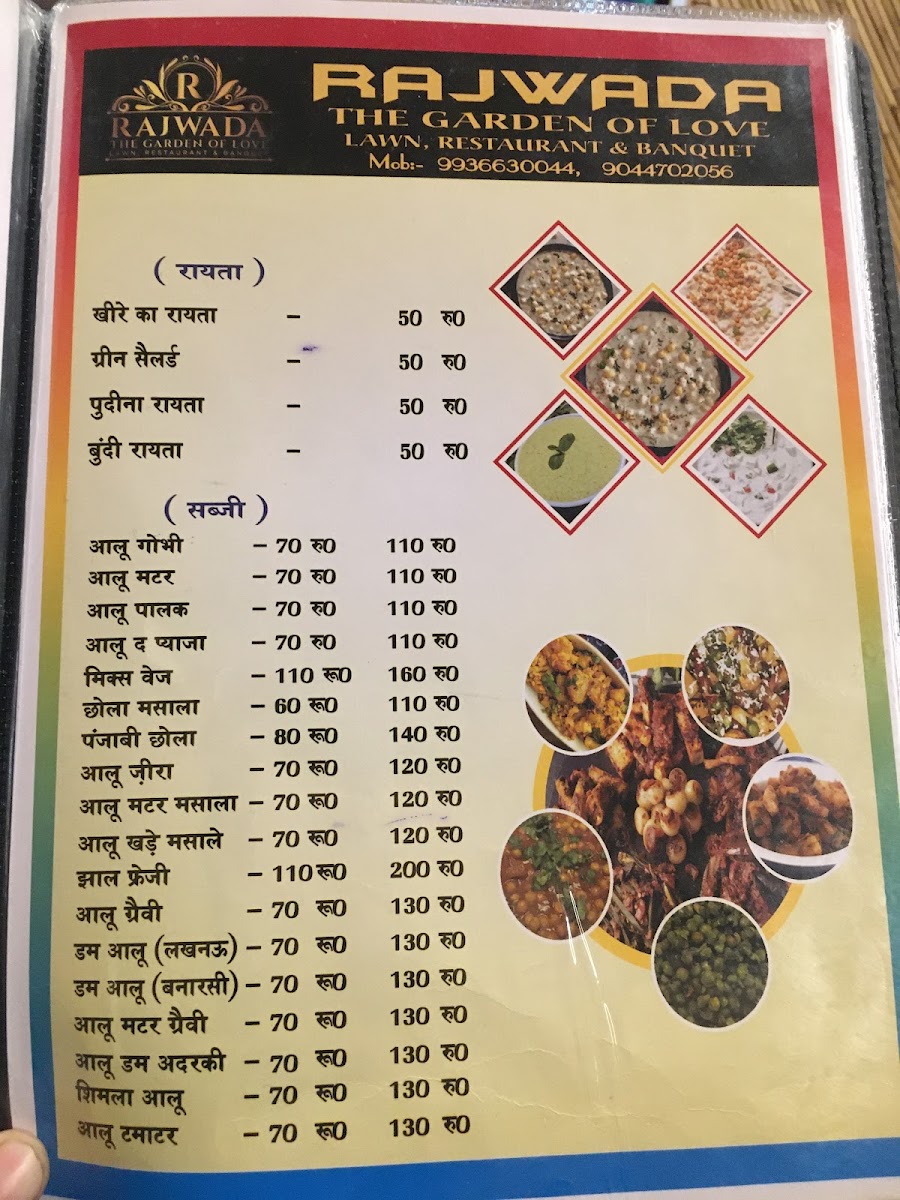 R
RAJWADA
THE GARDEN OF LOVE
LAWN, RESTAURANT & BANQUET
RAJWADA
THE GARDEN OF LOVE
LAWN, RESTAURANT & BANQUET
Mob:- 9936630044, 9044702056
( रायता )
खीरे का रायता - 50 रु0
ग्रीन सैलर्ड - 50 रु0
पुदीना रायता - 50 रु0
बुंदी रायता - 50 रु0
( सब्जी )
आलू गोभी - 70 रु0 110 रु0
आलू मटर - 70 रु0 110 रु0
आलू पालक - 70 रु0 110 रु0
आलू द प्याजा - 70 रु0 110 रु0
मिक्स वेज - 110 रू0 160 रु0
छोला मसाला - 60 रू0 110 रु0
पंजाबी छोला - 80 रू0 140 रु0
आलू ज़ीरा - 70 रू0 120 रु0
आलू मटर मसाला - 70 रू0 120 रु0
आलू खड़े मसाले - 70 रू0 120 रु0
झाल फ्रेजी - 110 रू0 200 रु0
आलू ग्रैवी - 70 रू0 130 रु0
डम आलू (लखनऊ) - 70 रू0 130 रु0
डम आलू (बनारसी) - 70 रू0 130 रु0
आलू मटर ग्रैवी - 70 रू0 130 रु0
आलू डम अदरकी - 70 रू0 130 रु0
शिमला आलू - 70 रू0 130 रु0
आलू टमाटर - 70 रू0 130 रु0